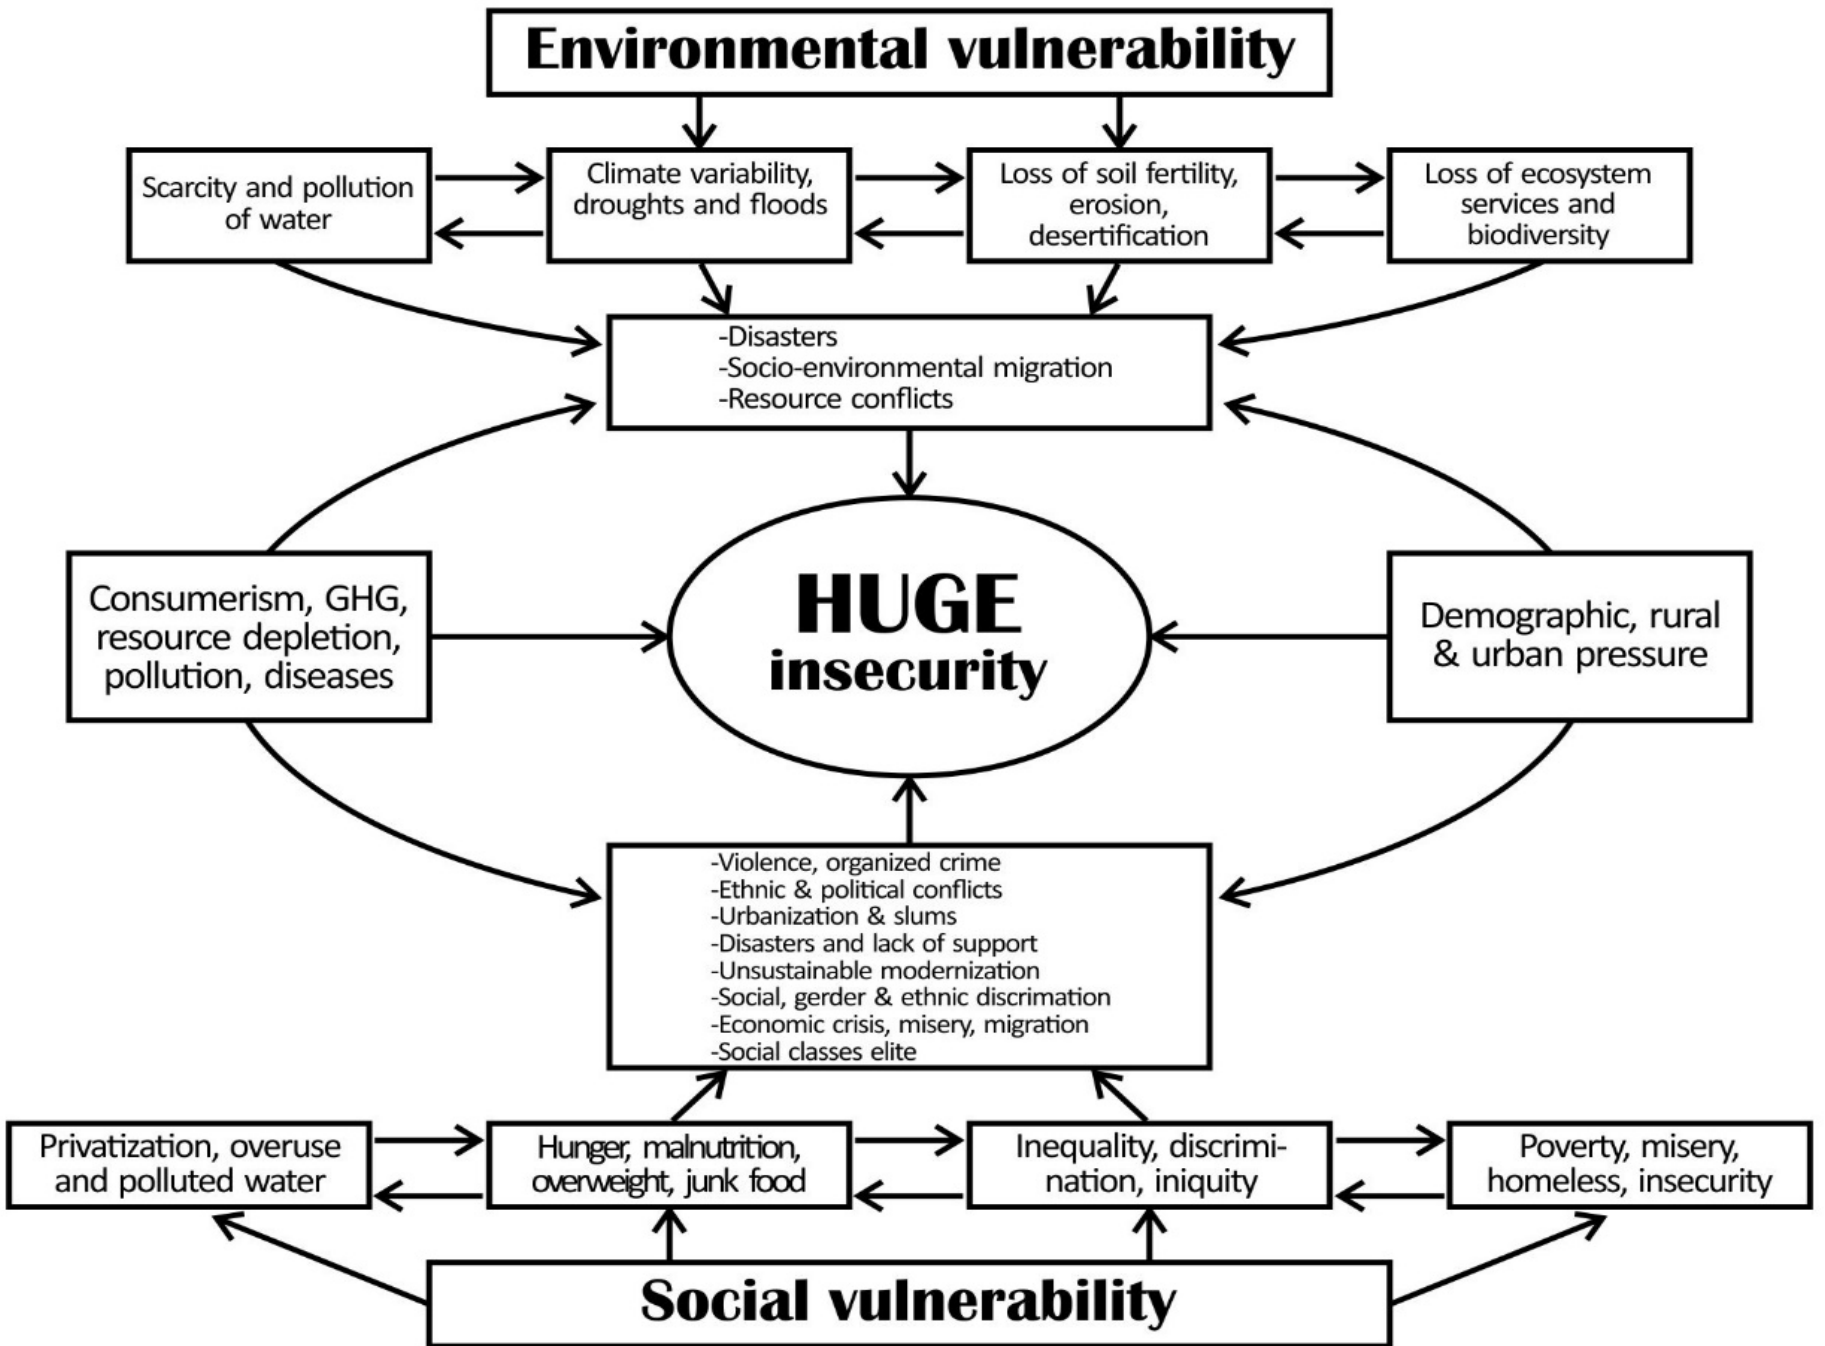 Environmental vulnerability
Scarcity and pollution
of water
Climate variability,
droughts and floods
Loss of soil fertility,
erosion,
desertification
Loss of ecosystem
services and
biodiversity
-Disasters
-Socio-environmental migration
-Resource conflicts
Consumerism, GHG,
resource depletion,
pollution, diseases
HUGE
insecurity
Demographic, rural
& urban pressure
-Violence, organized crime
-Ethnic & political conflicts
-Urbanization & slums
-Disasters and lack of support
-Unsustainable modernization
-Social, gerder & ethnic discrimation
-Economic crisis, misery, migration
-Social classes elite
Privatization, overuse
and polluted water
Hunger, malnutrition,
overweight, junk food
Inequality, discrimi-
nation, iniquity
Poverty, misery,
homeless, insecurity
Social vulnerability